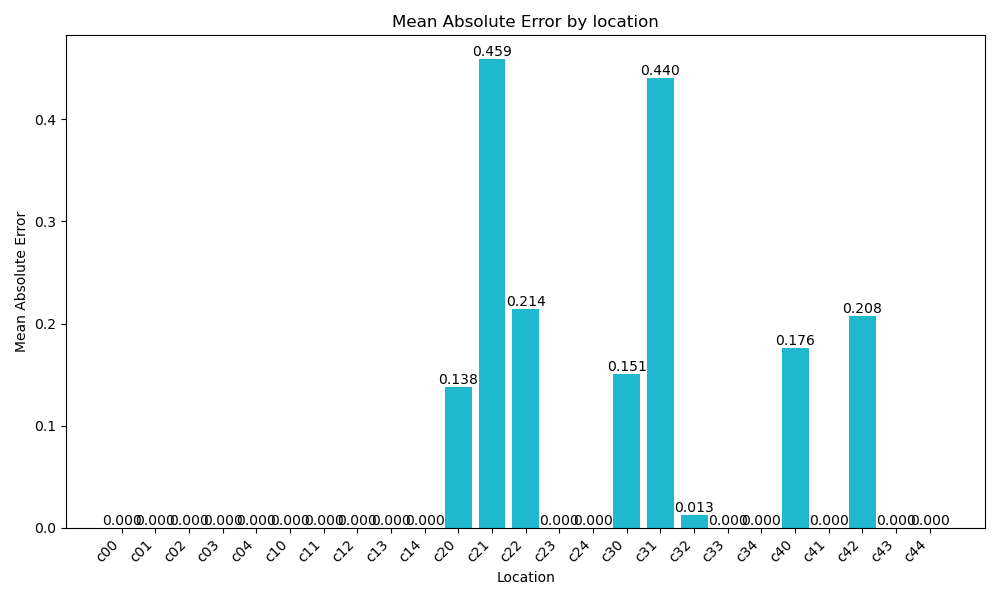 Mean Absolute Error by location
Mean Absolute Error
0.4
0.3
0.2
0.1
0.0
0.000 0.000 0.000 0.000 0.000 0.000 0.000 0.000 0.000 0.000 0.138 0.459 0.214 0.000 0.000 0.151 0.440 0.013 0.000 0.000 0.176 0.000 0.208 0.000 0.000
c00 c01 c02 c03 c04 c10 c11 c12 c13 c14 c20 c21 c22 c23 c24 c30 c31 c32 c33 c34 c40 c41 c42 c43 c44
Location